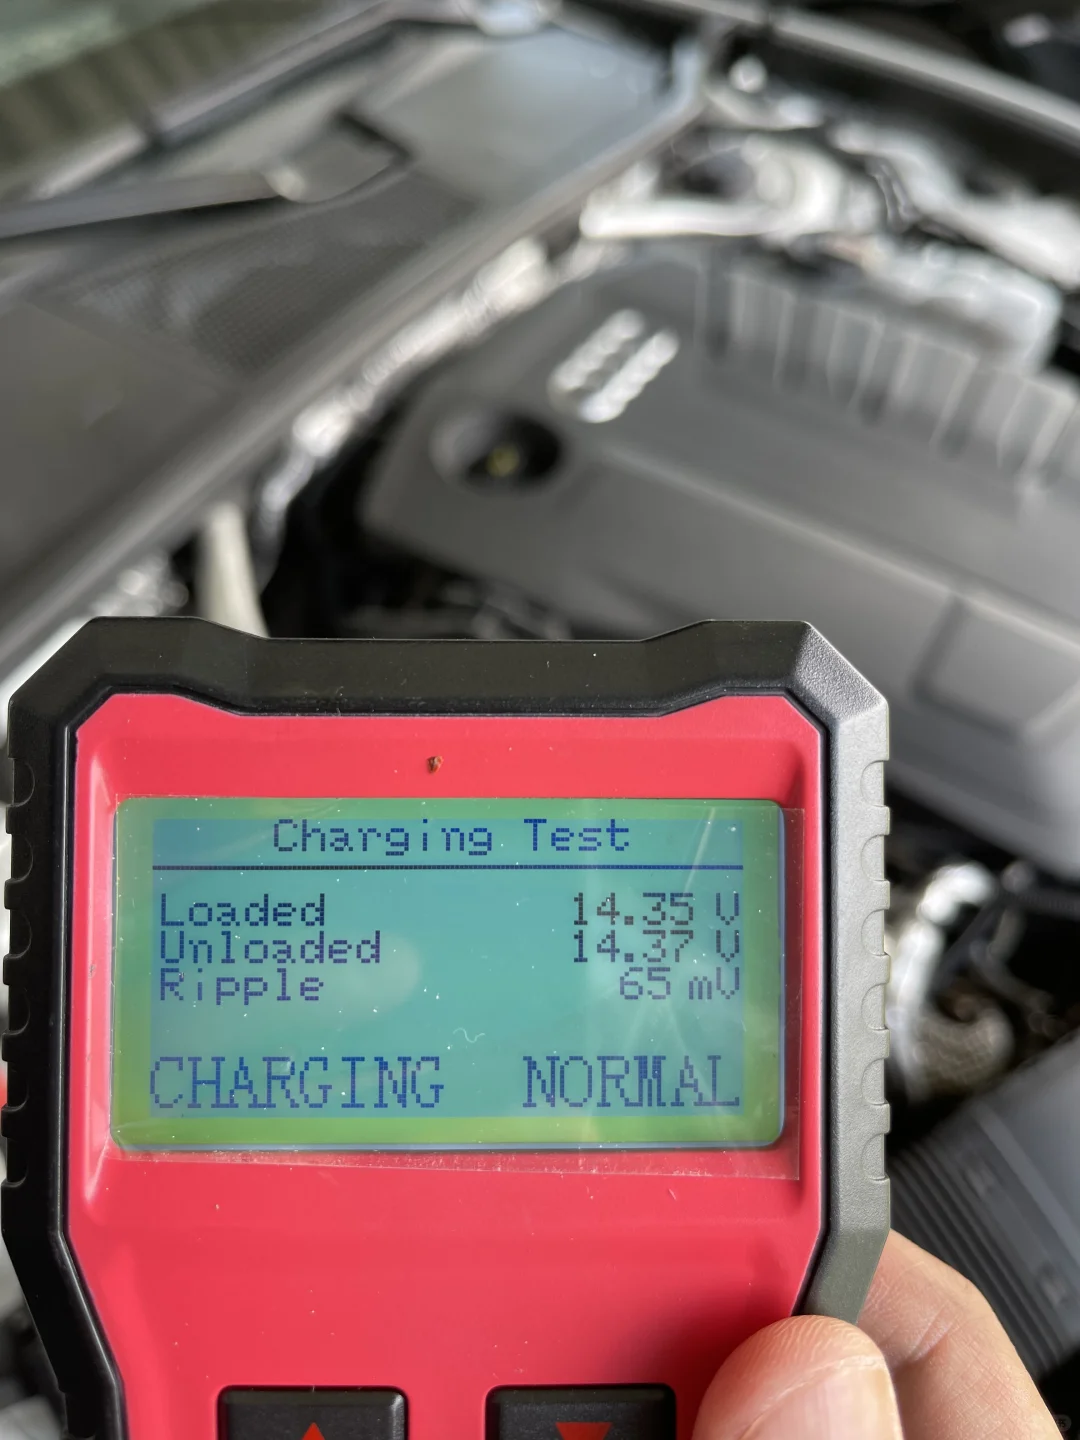 Charging Test
Loaded 14.35 V
Unloaded 14.37 V
Ripple 65 mV
CHARGING NORMAL